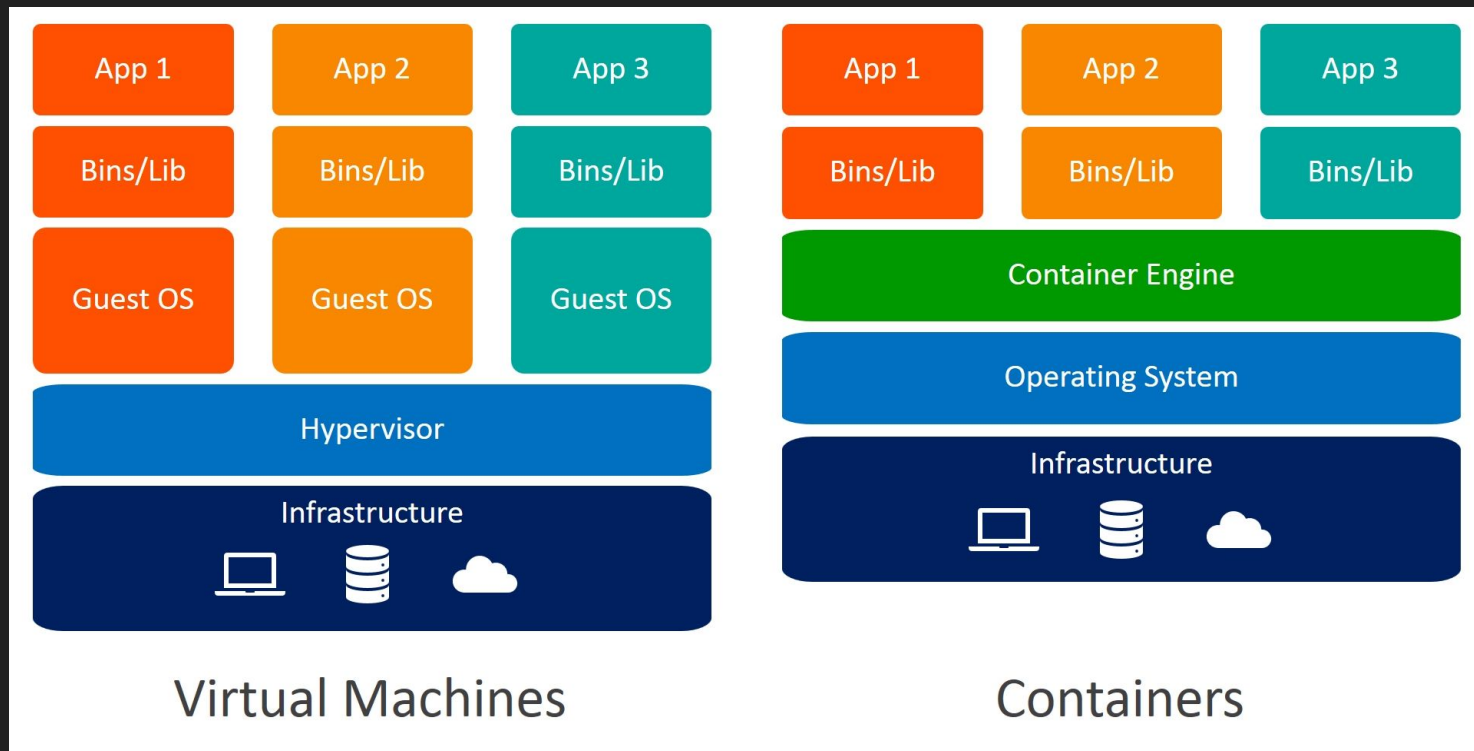 App 1
App 2
App 3
Bins/Lib
Bins/Lib
Bins/Lib
Guest OS
Guest OS
Guest OS
Hypervisor
Infrastructure
Virtual Machines
App 1
App 2
App 3
Bins/Lib
Bins/Lib
Bins/Lib
Container Engine
Operating System
Infrastructure
Containers